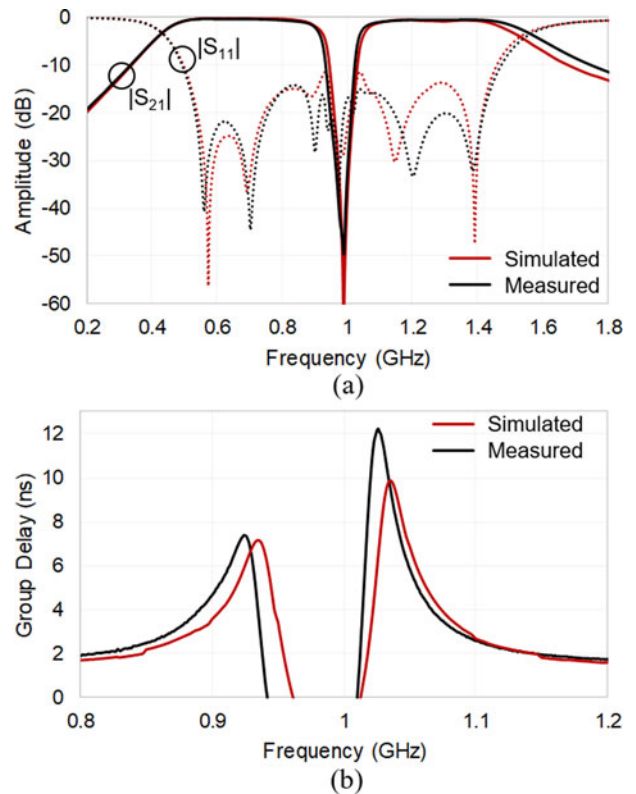 0
-10
-20
-30
-40
-50
-60
Amplitude (dB)
|S11|
|S21|
Simulated
Measured
0.2 0.4 0.6 0.8 1 1.2 1.4 1.6 1.8
Frequency (GHz)
(a)
12
10
8
6
4
2
0
Group Delay (ns)
Simulated
Measured
0.8 0.9 1 1.1 1.2
Frequency (GHz)
(b)